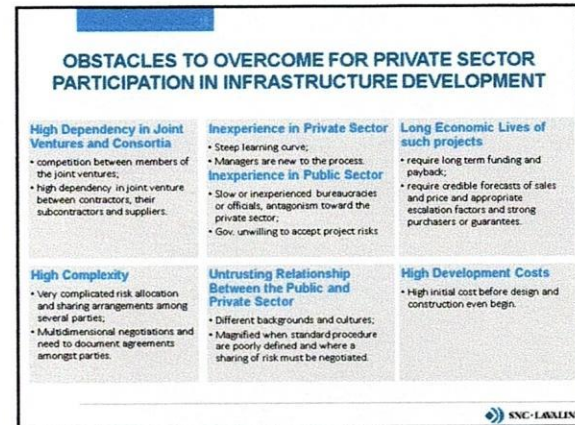 OBSTACLES TO OVERCOME FOR PRIVATE SECTOR
PARTICIPATION IN INFRASTRUCTURE DEVELOPMENT
High Dependency in Joint
Ventures and Consortia
• competition between members of
the joint ventures;
• high dependency in joint venture
between contractors, their
subcontractors and suppliers.
Inexperience in Private Sector
• Steep learning curve;
• Managers are new to the process.
Inexperience in Public Sector
• Slow or inexperienced bureaucracies
or officials, antagonism toward the
private sector;
• Gov. unwilling to accept project risks
Long Economic Lives of
such projects
• require long term funding and
payback;
• require credible forecasts of sales
and price and appropriate
escalation factors and strong
purchasers or guarantees.
High Complexity
• Very complicated risk allocation
and sharing arrangements among
several parties;
• Multidimensional negotiations and
need to document agreements
amongst parties.
Untrusting Relationship
Between the Public and
Private Sector
• Different backgrounds and cultures;
• Magnified when standard procedure
are poorly defined and where a
sharing of risk must be negotiated.
High Development Costs
• High initial cost before design and
construction even begin.
SNC•LAVALIN